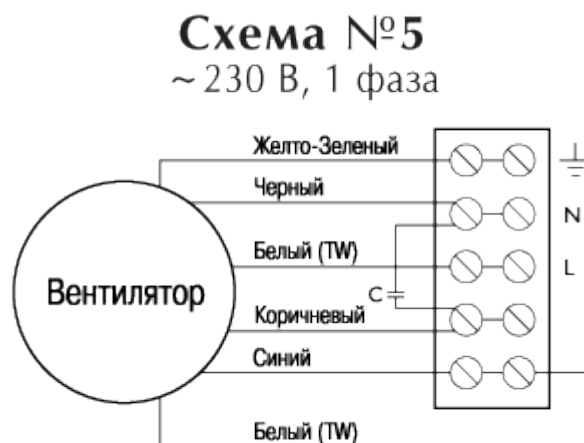 Схема №5
~ 230 В, 1 фаза
Желто-Зеленый
Черный
N
Белый (TW)
L
C
Вентилятор
Коричневый
Синий
Белый (TW)